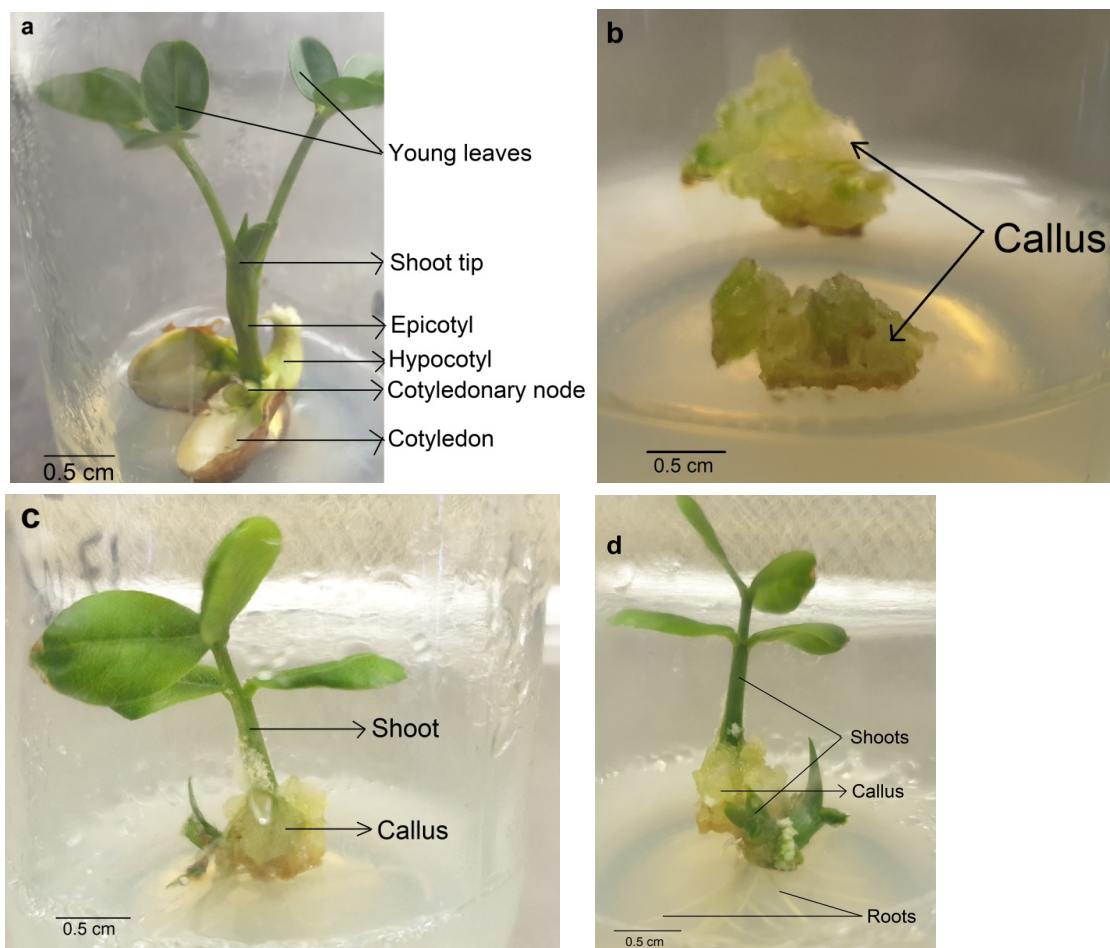 a
Young leaves
Shoot tip
Epicotyl
Hypocotyl
Cotyledonary node
Cotyledon
0.5 cm
b
Callus
0.5 cm
c
Shoot
Callus
0.5 cm
d
Shoots
Callus
Roots
0.5 cm